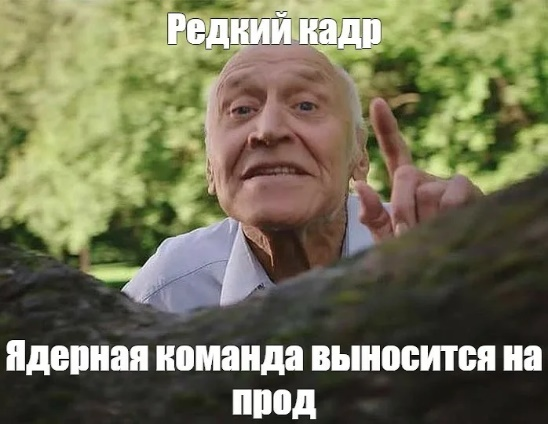 Редкий кадр
Ядерная команда выносится на
прод